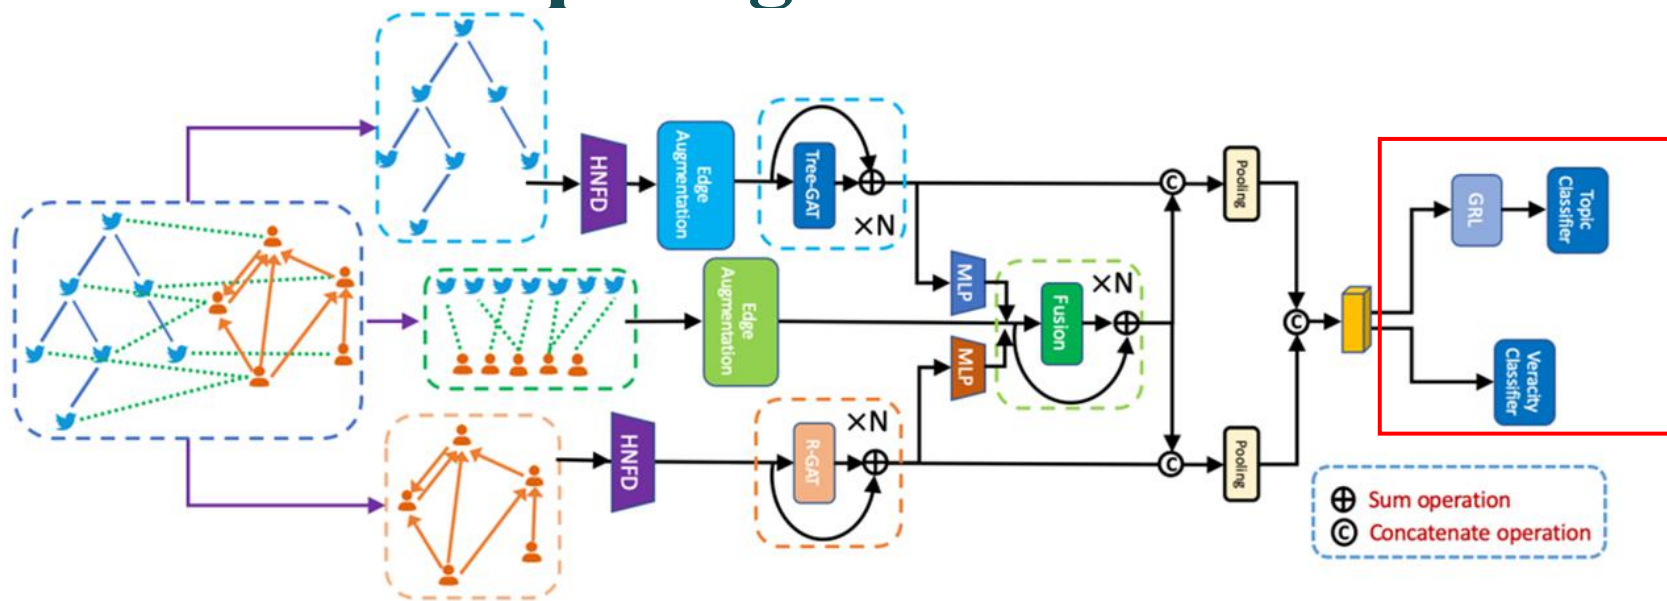 HNFD
Edge
Augmentation
Tree-GAT
×N
MLP
Edge
Augmentation
×N
Fusion
MLP
HNFD
×N
R-GAT
C
Pooling
C
C
Pooling
GRL
Topic
Classifier
Veracity
Classifier
Sum operation
C Concatenate operation